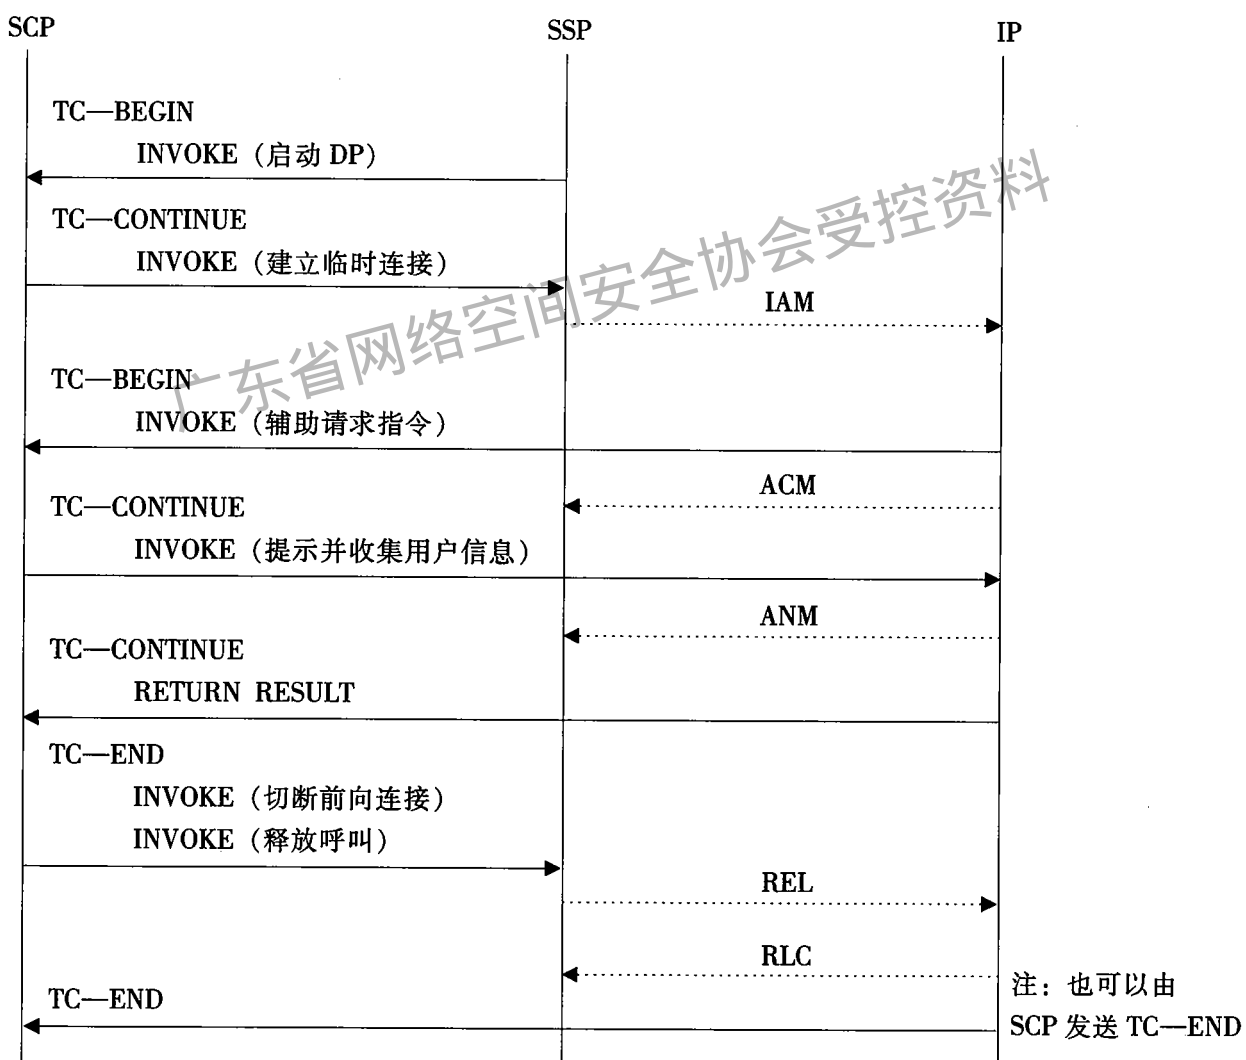 SCP
SSP
IP
TC—BEGIN
INVOKE（启动 DP）
TC—CONTINUE
INVOKE（建立临时连接）
IAM
TC—BEGIN
INVOKE（辅助请求指令）
ACM
TC—CONTINUE
INVOKE（提示并收集用户信息）
ANM
TC—CONTINUE
RETURN RESULT
TC—END
INVOKE（切断前向连接）
INVOKE（释放呼叫）
REL
RLC
注：也可以由
SCP 发送 TC—END
TC—END
广东省网络空间安全协会受控资料